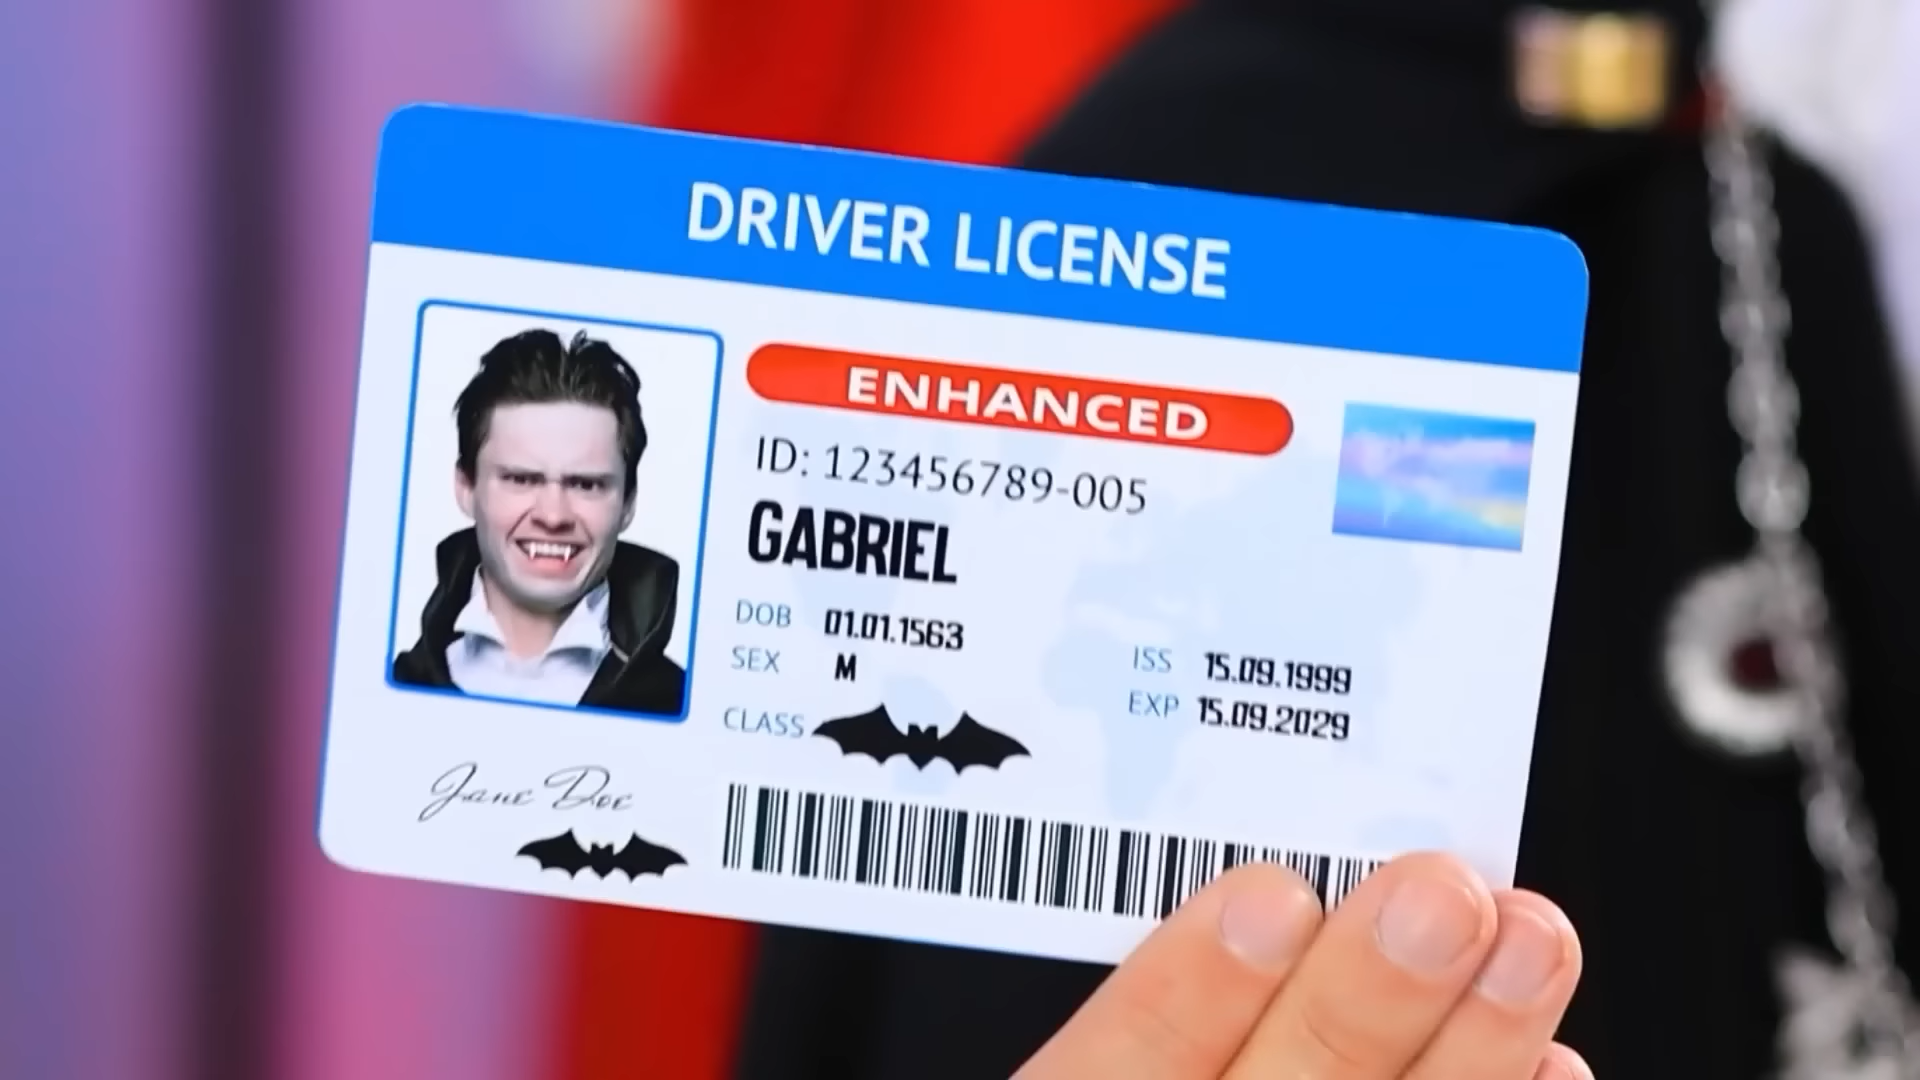 DRIVER LICENSE
ENHANCED
ID: 123456789-005
GABRIEL
DOB 01.01.1563
SEX M
ISS 15.09.1999
EXP 15.09.2029
CLASS
Jane Doe